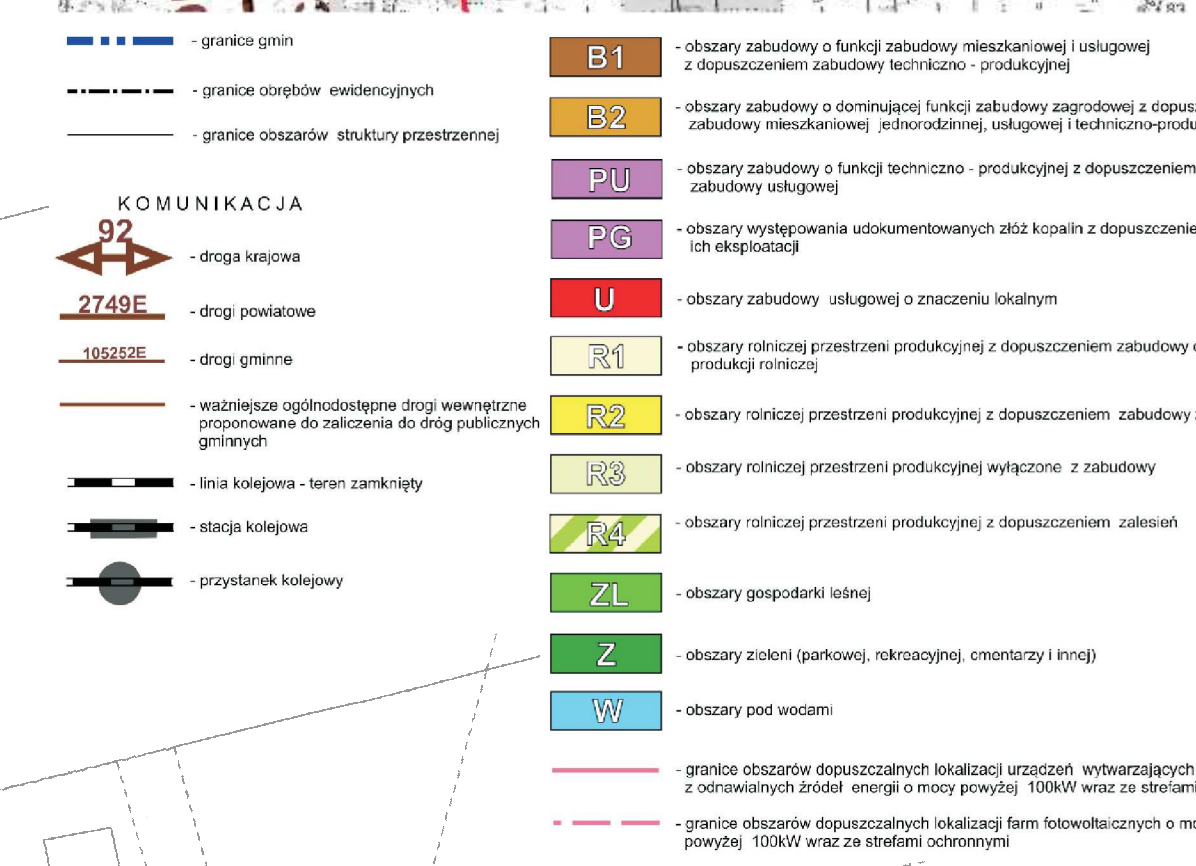 - granice gmin
- granice obrębów ewidencyjnych
- granice obszarów struktury przestrzennej
KOMUNIKACJA
92
- droga krajowa
2749E
- drogi powiatowe
105252E
- drogi gminne
- ważniejsze ogólnodostępne drogi wewnętrzne
proponowane do zaliczenia do dróg publicznych
gminnych
- linia kolejowa - teren zamknięty
- stacja kolejowa
- przystanek kolejowy
B1 - obszary zabudowy o funkcji zabudowy mieszkaniowej i usługowej
z dopuszczeniem zabudowy techniczno - produkcyjnej
B2 - obszary zabudowy o dominującej funkcji zabudowy zagrodowej z
zabudowy mieszkaniowej jednorodzinnej, usługowej i
PU - obszary zabudowy o funkcji techniczno - produkcyjnej z dopuszczeniem
zabudowy usługowej
PG - obszary występowania udokumentowanych złóż kopalin z
ich eksploatacji
U - obszary zabudowy usługowej o znaczeniu lokalnym
R1 - obszary rolniczej przestrzeni produkcyjnej z dopuszczeniem zabudowy
produkcji rolniczej
R2 - obszary rolniczej przestrzeni produkcyjnej z dopuszczeniem zabudowy
R3 - obszary rolniczej przestrzeni produkcyjnej wyłączone z zabudowy
R4 - obszary rolniczej przestrzeni produkcyjnej z dopuszczeniem zalesień
ZL - obszary gospodarki leśnej
Z - obszary zieleni (parkowej, rekreacyjnej, cmentarzy i innej)
W - obszary pod wodami
- granice obszarów dopuszczalnych lokalizacji urządzeń wytwarzających
z odnawialnych źródeł energii o mocy powyżej 100kW wraz ze strefami
- granice obszarów dopuszczalnych lokalizacji farm fotowoltaicznych o
powyżej 100kW wraz ze strefami ochronnymi